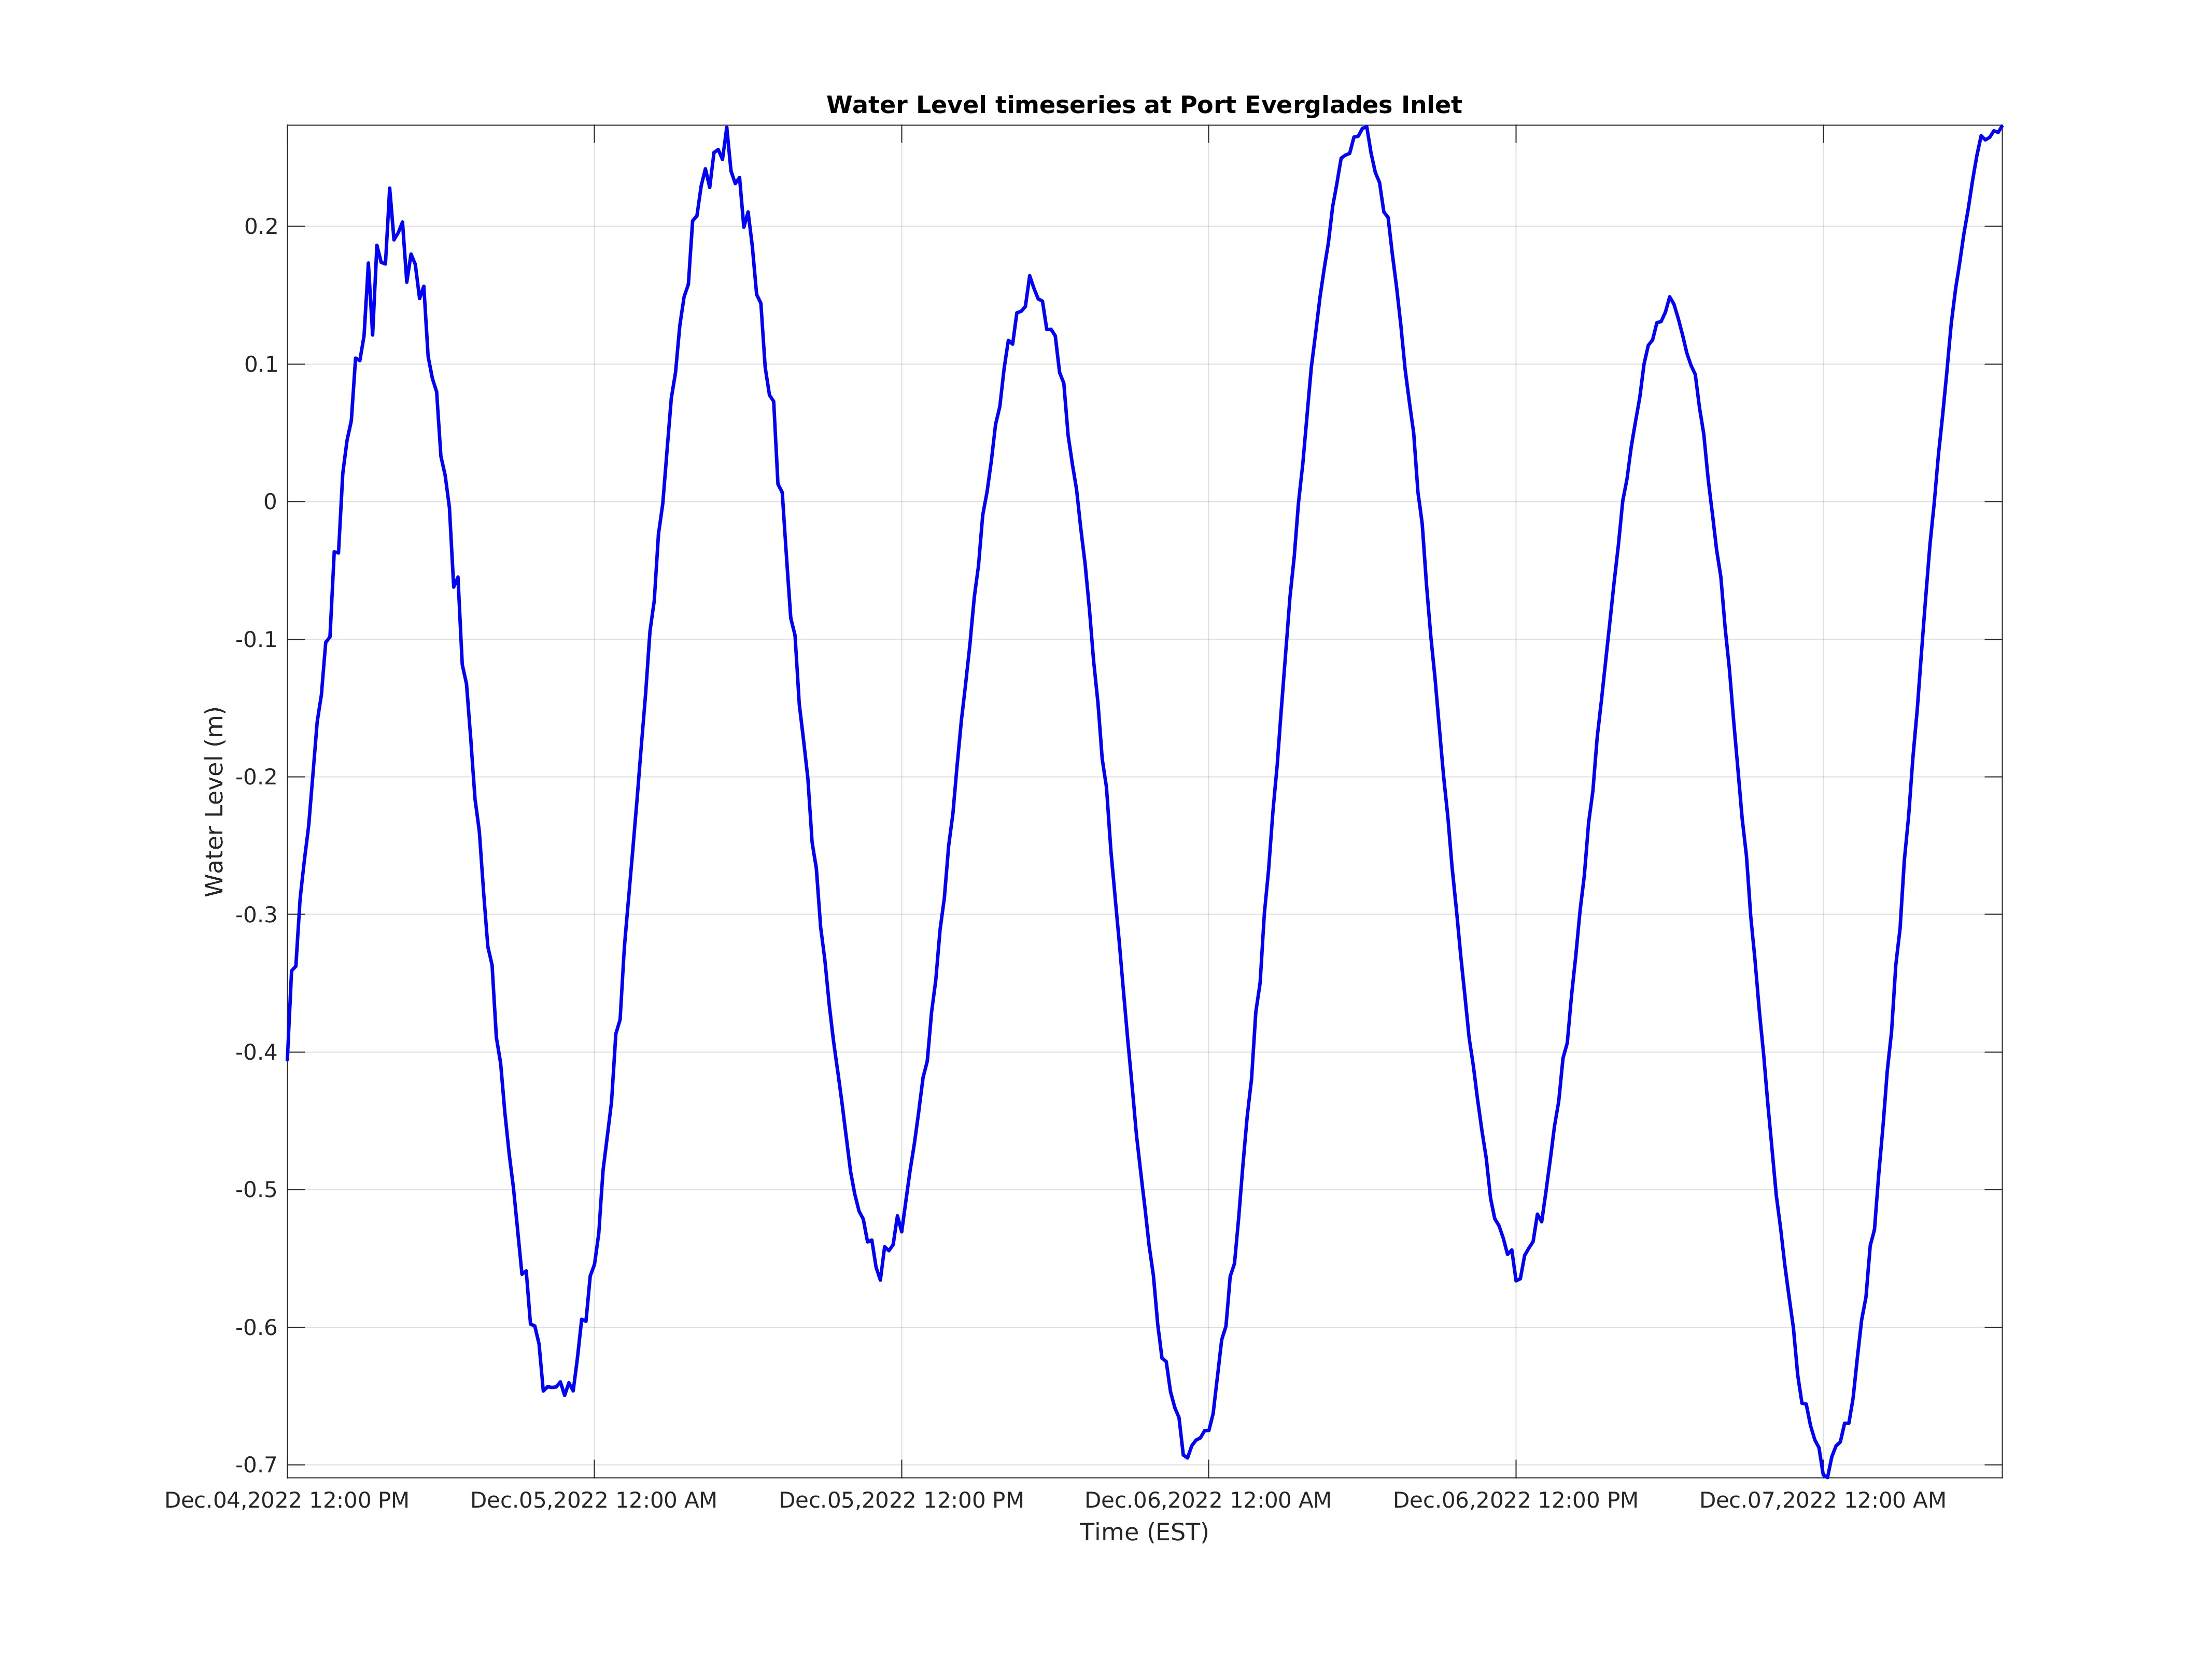 Water Level timeseries at Port Everglades Inlet
0.2
0.1
0
-0.1
-0.2
-0.3
-0.4
-0.5
-0.6
-0.7
Water Level (m)
Dec.04,2022 12:00 PM
Dec.05,2022 12:00 AM
Dec.05,2022 12:00 PM
Dec.06,2022 12:00 AM
Dec.06,2022 12:00 PM
Dec.07,2022 12:00 AM
Time (EST)